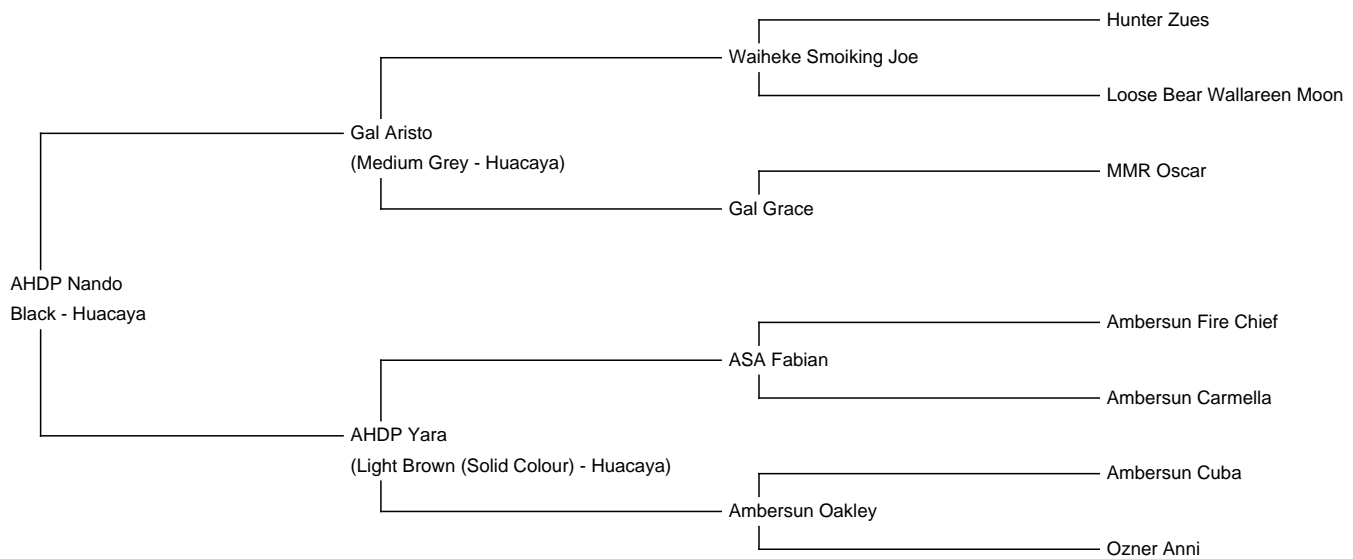 Hunter Zues
Waiheke Smoiking Joe
Loose Bear Wallareen Moon
Gal Aristo
(Medium Grey - Huacaya)
MMR Oscar
Gal Grace
AHDP Nando
Black - Huacaya
Ambersun Fire Chief
ASA Fabian
Ambersun Carmella
AHDP Yara
(Light Brown (Solid Colour) - Huacaya)
Ambersun Cuba
Ambersun Oakley
Ozner Anni